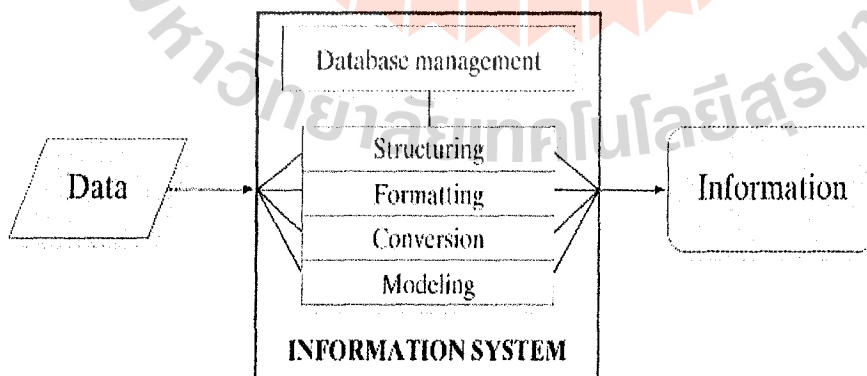 Database management
Structuring
Formatting
Conversion
Modeling
Data
Information
INFORMATION SYSTEM